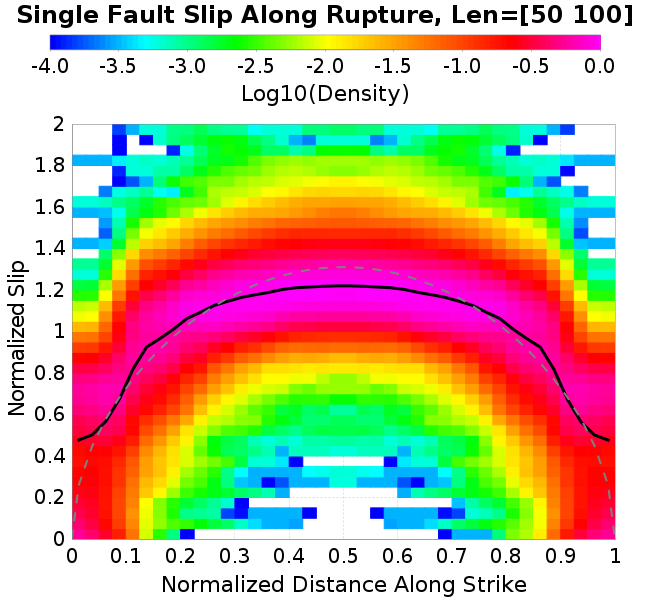 Single Fault Slip Along Rupture, Len=[50 100]
-4.0 -3.5 -3.0 -2.5 -2.0 -1.5 -1.0 -0.5 0.0
Log10(Density)
Normalized Slip
2
1.8
1.6
1.4
1.2
1
0.8
0.6
0.4
0.2
0
0 0.1 0.2 0.3 0.4 0.5 0.6 0.7 0.8 0.9 1
Normalized Distance Along Strike